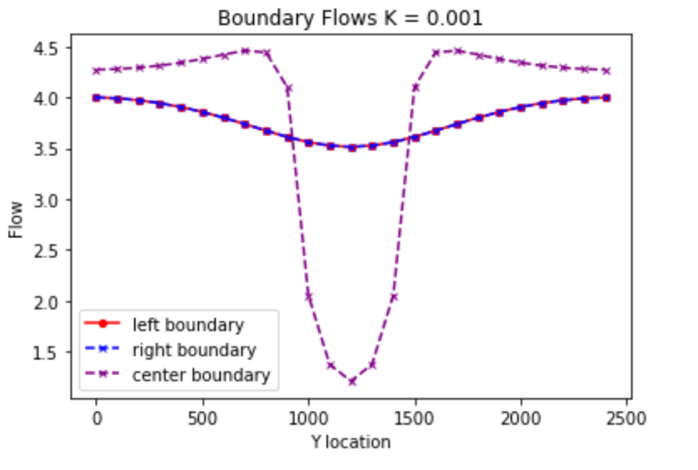 Boundary Flows K = 0.001
4.5
4.0
3.5
3.0
2.5
2.0
1.5
Flow
left boundary
right boundary
center boundary
0 500 1000 1500 2000 2500
Y location